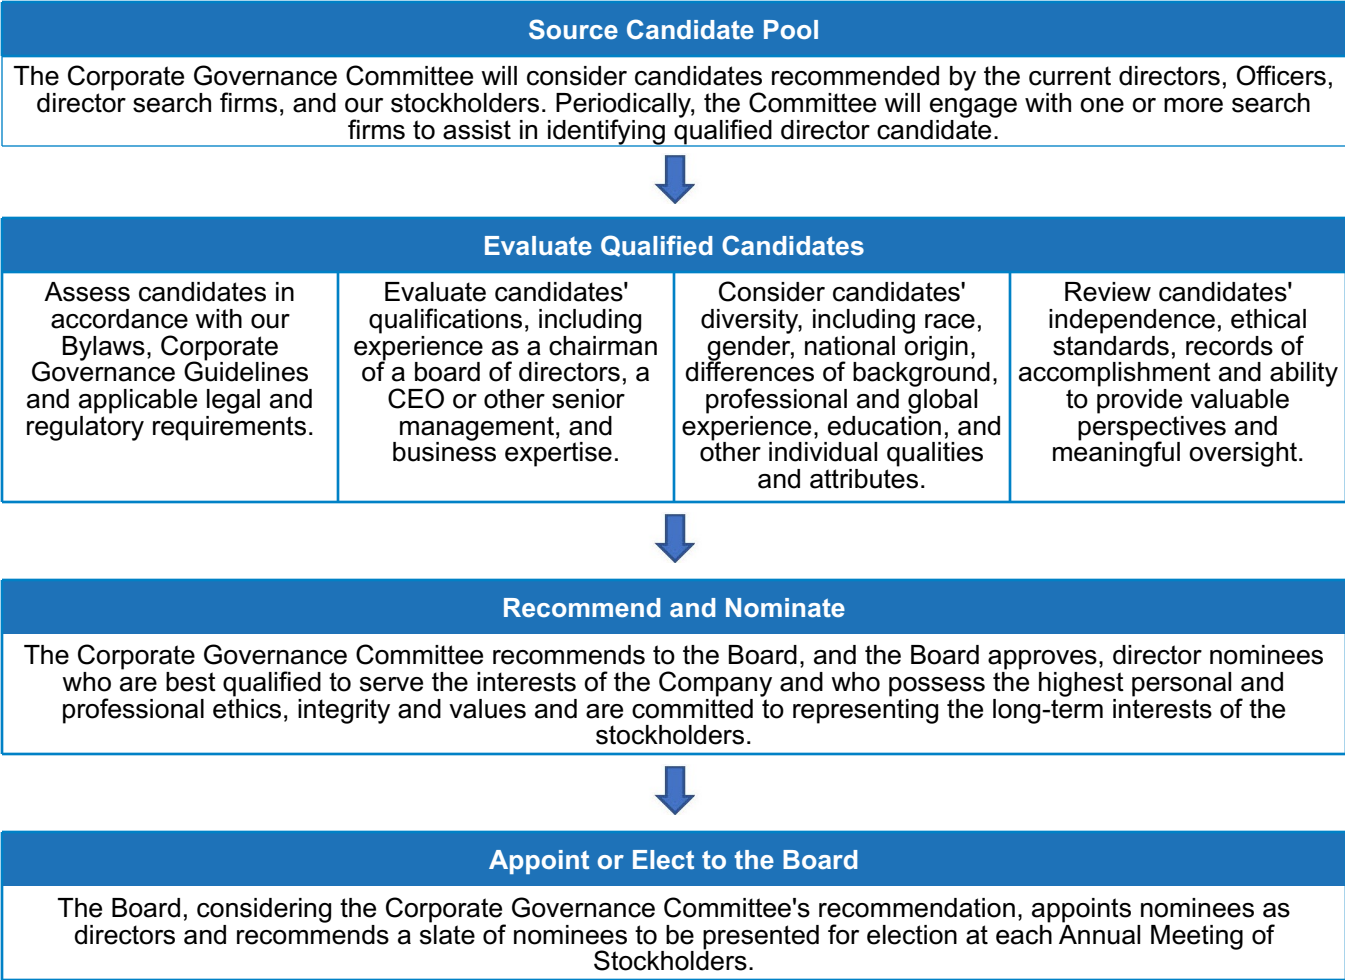 Source Candidate Pool
The Corporate Governance Committee will consider candidates recommended by the current directors, Officers,
director search firms, and our stockholders. Periodically, the Committee will engage with one or more search
firms to assist in identifying qualified director candidate.
Evaluate Qualified Candidates
Assess candidates in
accordance with our
Bylaws, Corporate
Governance Guidelines
and applicable legal and
regulatory requirements.
Evaluate candidates'
qualifications, including
experience as a chairman
of a board of directors, a
CEO or other senior
management, and
business expertise.
Consider candidates'
diversity, including race,
gender, national origin,
differences of background,
professional and global
experience, education, and
other individual qualities
and attributes.
Review candidates'
independence, ethical
standards, records of
accomplishment and ability
to provide valuable
perspectives and
meaningful oversight.
Recommend and Nominate
The Corporate Governance Committee recommends to the Board, and the Board approves, director nominees
who are best qualified to serve the interests of the Company and who possess the highest personal and
professional ethics, integrity and values and are committed to representing the long-term interests of the
stockholders.
Appoint or Elect to the Board
The Board, considering the Corporate Governance Committee's recommendation, appoints nominees as
directors and recommends a slate of nominees to be presented for election at each Annual Meeting of
Stockholders.